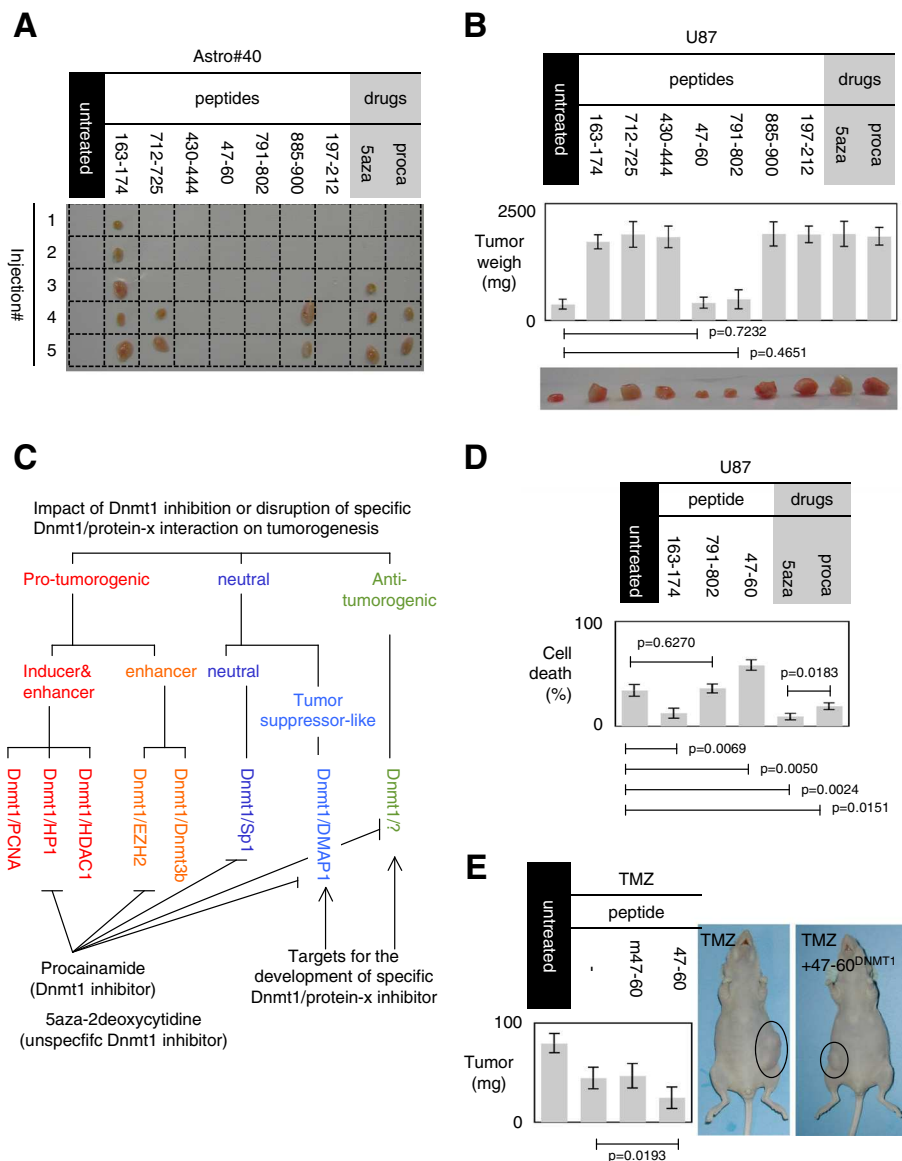 A
Astro#40
untreated
peptides
drugs
163-174
712-725
430-444
47-60
791-802
885-900
197-212
5aza
proca
Injection#
1
2
3
4
5
B
U87
untreated
peptides
drugs
163-174
712-725
430-444
47-60
791-802
885-900
197-212
5aza
proca
2500
Tumor
weigh
(mg)
0
p=0.7232
p=0.4651
C
Impact of Dnmt1 inhibition or disruption of specific
Dnmt1/protein-x interaction on tumorogenesis
Pro-tumorogenic
neutral
Anti-
tumorogenic
Inducer&
enhancer
enhancer
neutral
Tumor
suppressor-like
Dnmt1/PCNA
Dnmt1/HP1
Dnmt1/HDAC1
Dnmt1/EZH2
Dnmt1/Dnmt3b
Dnmt1/Sp1
Dnmt1/DMAP1
Dnmt1/?
Procainamide
(Dnmt1 inhibitor)
5aza-2deoxycytidine
(unspecfifc Dnmt1 inhibitor)
Targets for the
development of specific
Dnmt1/protein-x inhibitor
D
U87
untreated
peptide
drugs
163-174
791-802
47-60
5aza
proca
100
Cell
death
(%)
0
p=0.6270
p=0.0183
p=0.0069
p=0.0050
p=0.0024
p=0.0151
E
untreated
TMZ
peptide
-
m47-60
47-60
100
Tumor
(mg)
0
p=0.0193
TMZ
TMZ
+47-60DNMT1